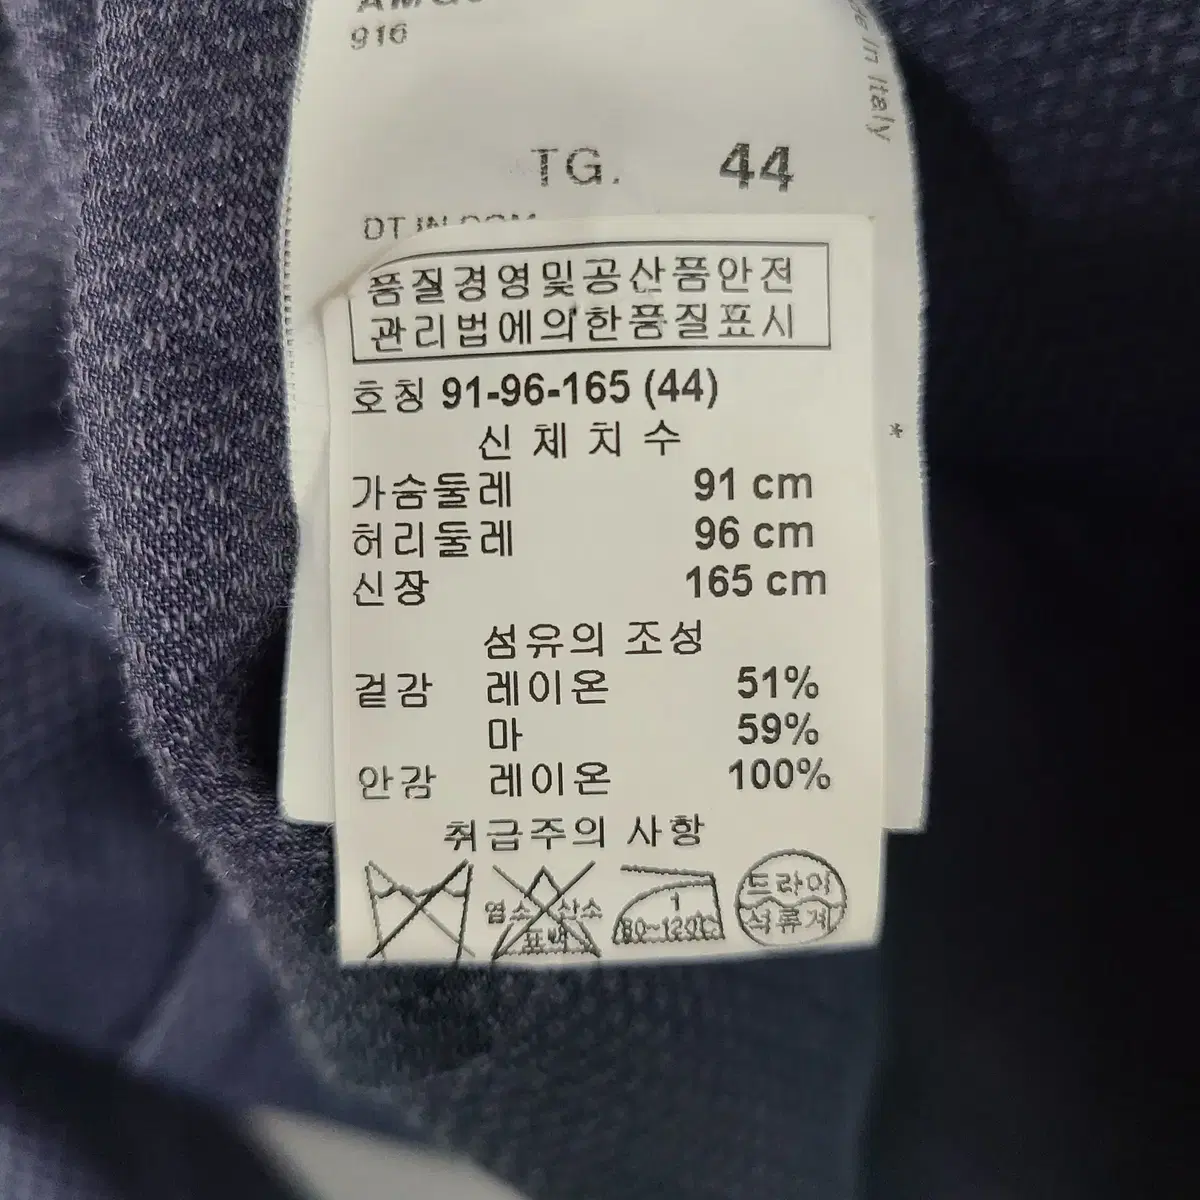 916
Made In Italy
TG. 44
품질경영및공산품안전
관리법에의한품질표시
호칭 91-96-165 (44)
신체치수
가슴둘레 91 cm
허리둘레 96 cm
신장 165 cm
섬유의 조성
겉감 레이온 51%
마 59%
안감 레이온 100%
취급주의 사항
염소 산소
표백
1
80~120℃
드라이
석류계